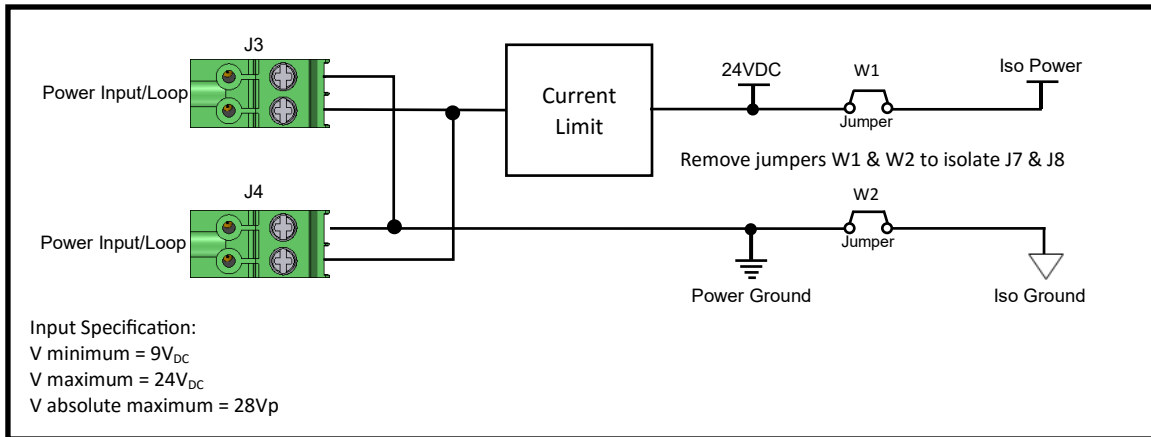 J3
Power Input/Loop
Current
Limit
24VDC
W1
Jumper
Iso Power
Remove jumpers W1 & W2 to isolate J7 & J8
J4
Power Input/Loop
W2
Jumper
Power Ground
Iso Ground
Input Specification:
V minimum = 9VDC
V maximum = 24VDC
V absolute maximum = 28Vp